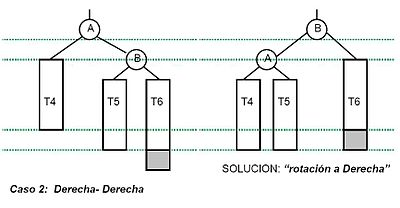 A
B
B
A
T4
T5
T6
T4
T5
T6
SOLUCION: “rotación a Derecha”
Caso 2: Derecha- Derecha